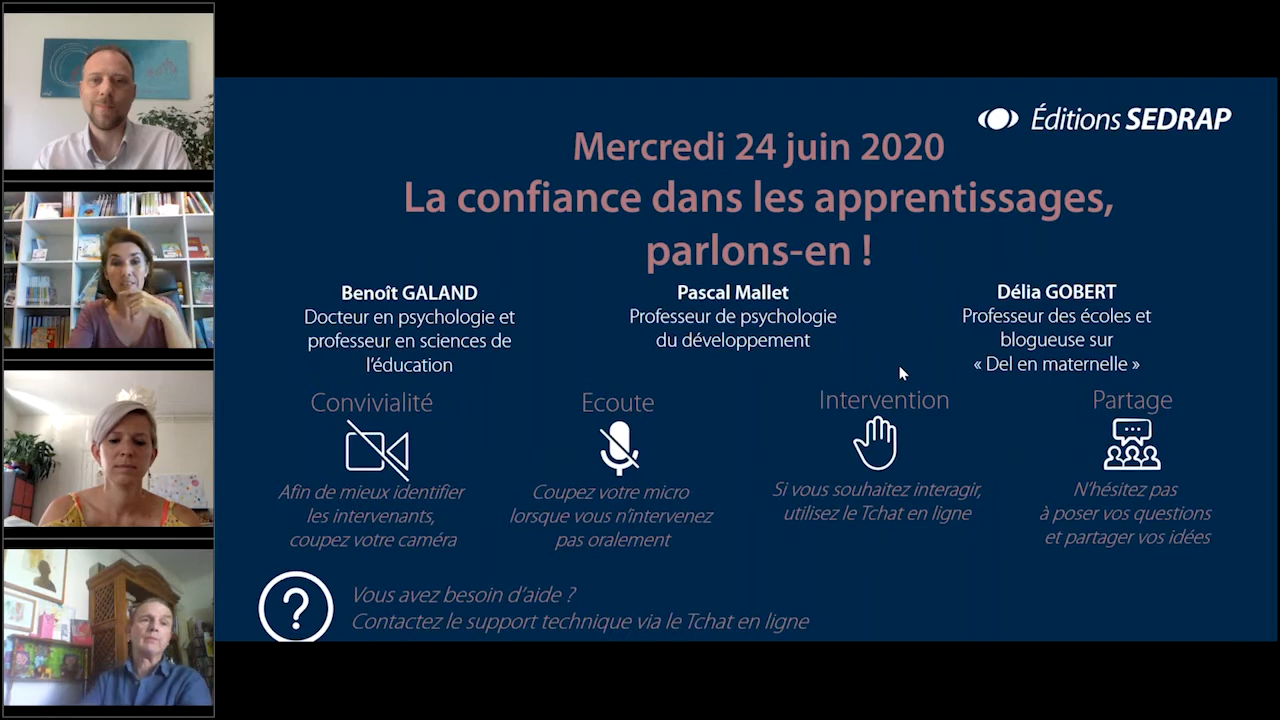 Éditions SEDRAP
Mercredi 24 juin 2020
La confiance dans les apprentissages,
parlons-en !
Benoît GALAND
Docteur en psychologie et
professeur en sciences de
l’éducation
Pascal Mallet
Professeur de psychologie
du développement
Délia GOBERT
Professeur des écoles et
blogueuse sur
« Del en maternelle »
Convivialité
Afin de mieux identifier
les intervenants,
coupez votre caméra
Ecoute
Coupez votre micro
lorsque vous n’intervenez
pas oralement
Intervention
Si vous souhaitez interagir,
utilisez le Tchat en ligne
Partage
N’hésitez pas
à poser vos questions
et partager vos idées
?
Vous avez besoin d’aide ?
Contactez le support technique via le Tchat en ligne